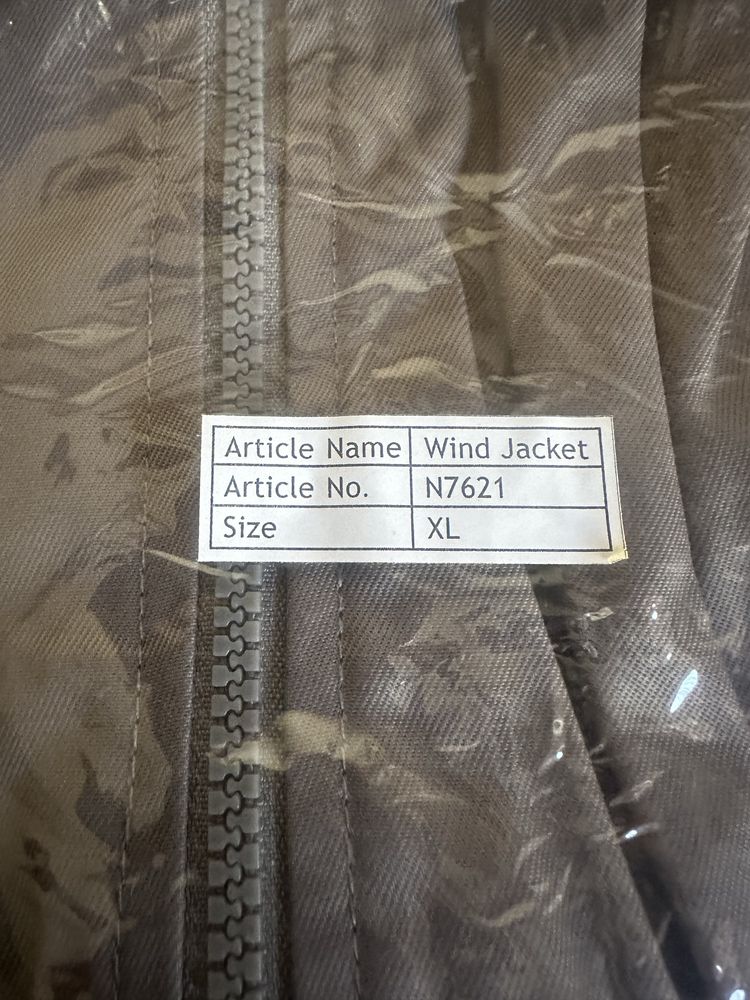 Article Name Wind Jacket
Article No. N7621
Size XL